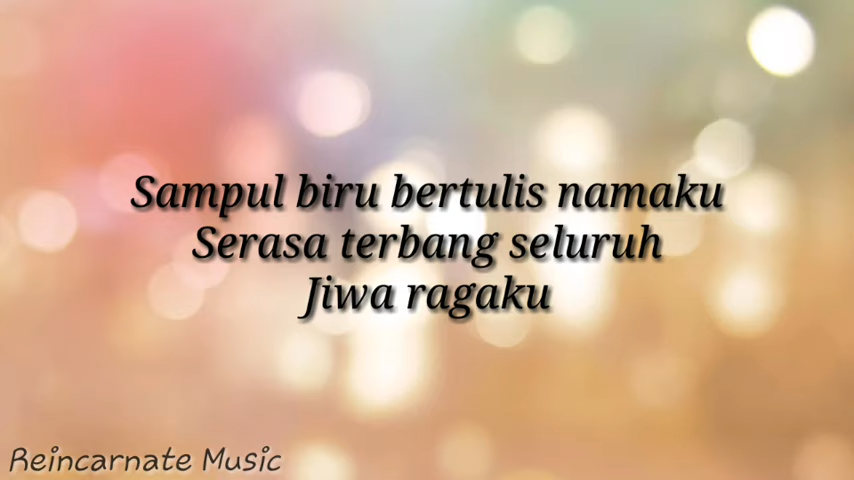 Sampul biru bertulis namaku
Serasa terbang seluruh
Jiwa ragaku
Reincarnate Music